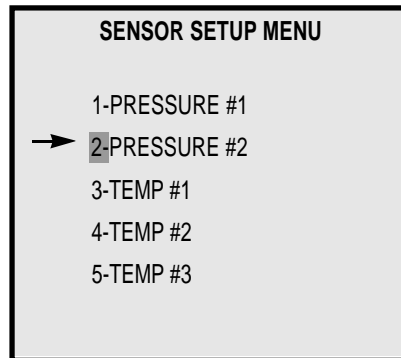 SENSOR SETUP MENU
1-PRESSURE #1
2-PRESSURE #2
3-TEMP #1
4-TEMP #2
5-TEMP #3